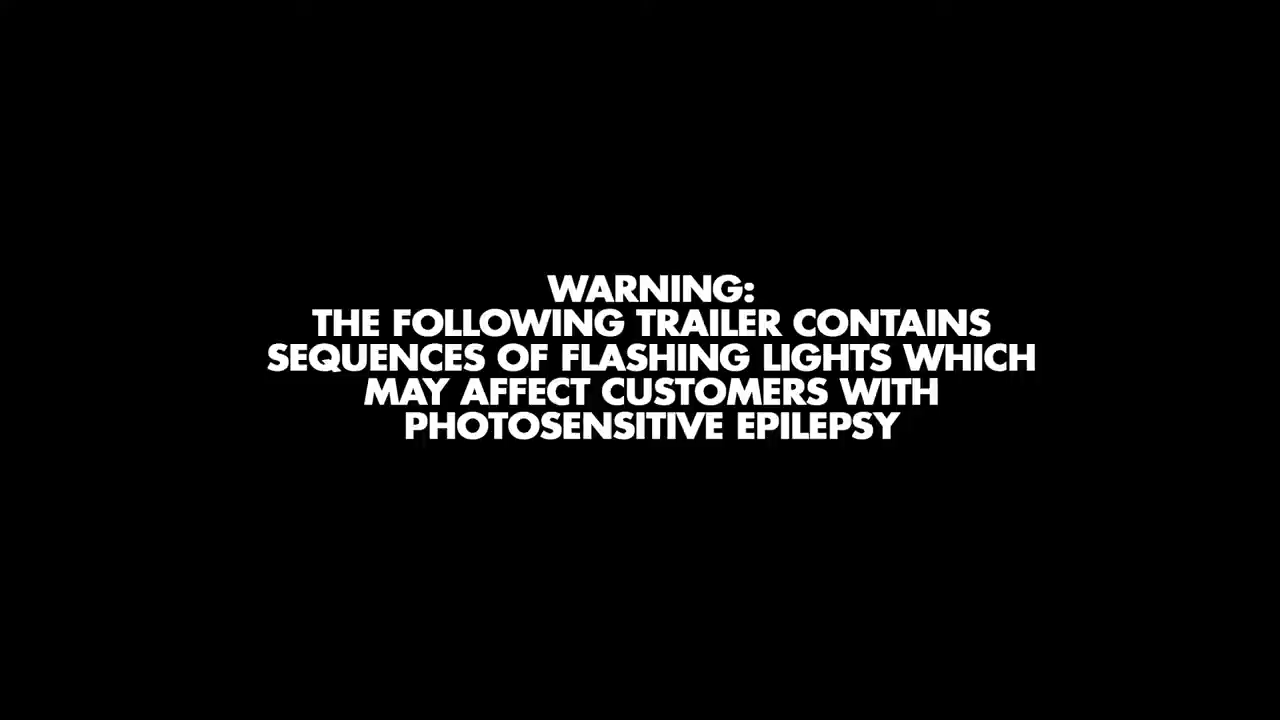 WARNING:
THE FOLLOWING TRAILER CONTAINS
SEQUENCES OF FLASHING LIGHTS WHICH
MAY AFFECT CUSTOMERS WITH
PHOTOSENSITIVE EPILEPSY